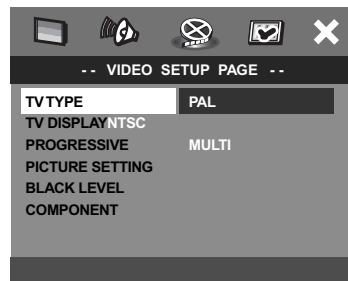 -- VIDEO SETUP PAGE --
TV TYPE PAL
TV DISPLAY NTSC
PROGRESSIVE MULTI
PICTURE SETTING
BLACK LEVEL
COMPONENT